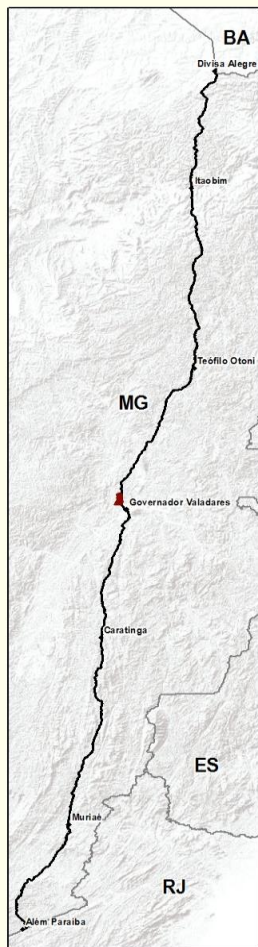 BA
Divisa Alegre
Itaobim
Teófilo Otoni
MG
Governador Valadares
Caratinga
ES
Muriaé
RJ
Além Paraíba